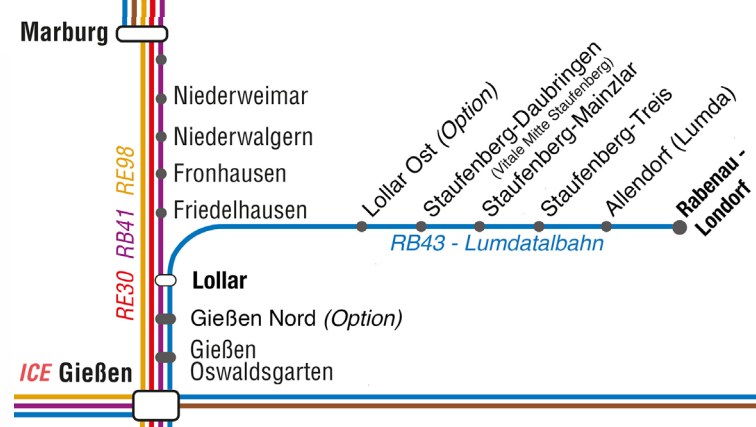 Marburg
Niederweimar
Niederwalgern
Fronhausen
Friedelhausen
RE98
RB41
RE30
Lollar Ost (Option)
Staufenberg-Daubringen
(Vitale Mitte Staufenberg)
Staufenberg-Mainzlar
Staufenberg-Treis
Allendorf (Lumda)
Rabenau -
Londorf
RB43 - Lumdatalbahn
Lollar
Gießen Nord (Option)
Gießen
Oswaldsgarten
ICE Gießen